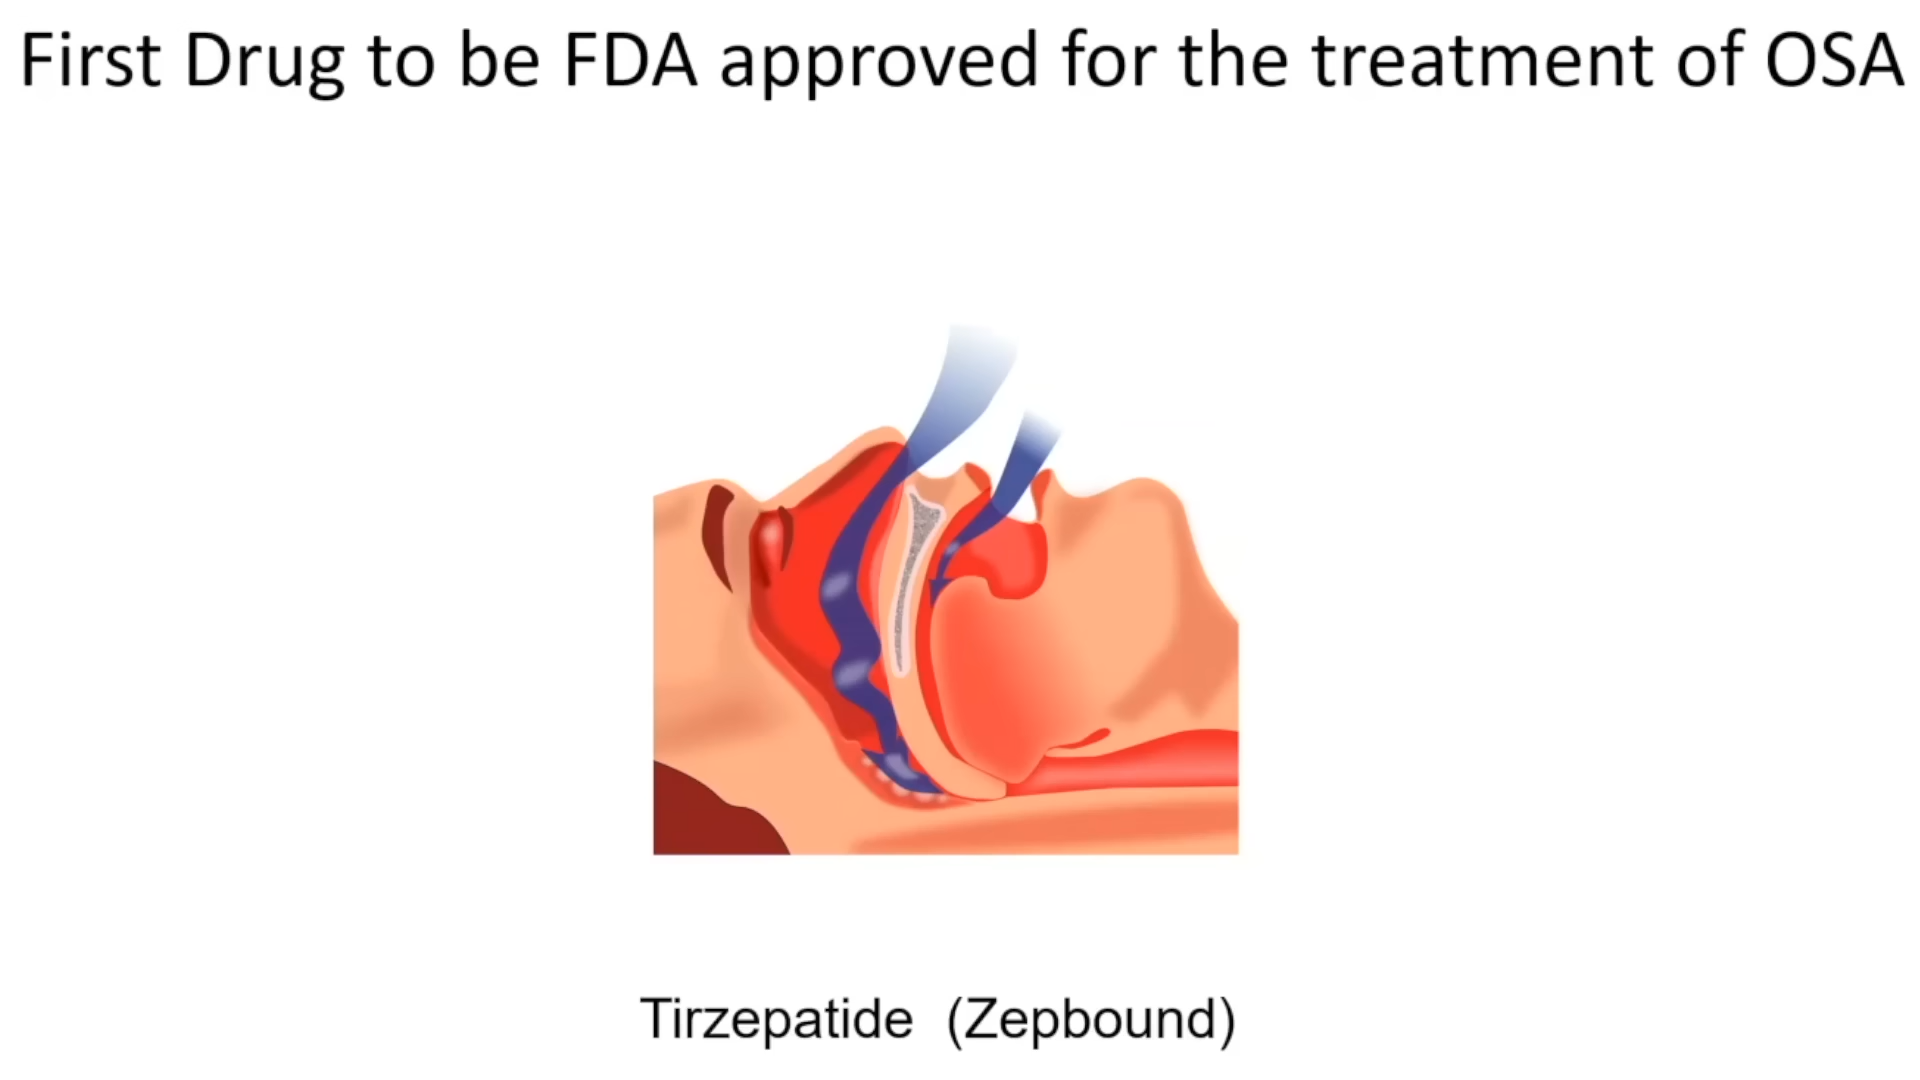 First Drug to be FDA approved for the treatment of OSA
Tirzepatide (Zepbound)